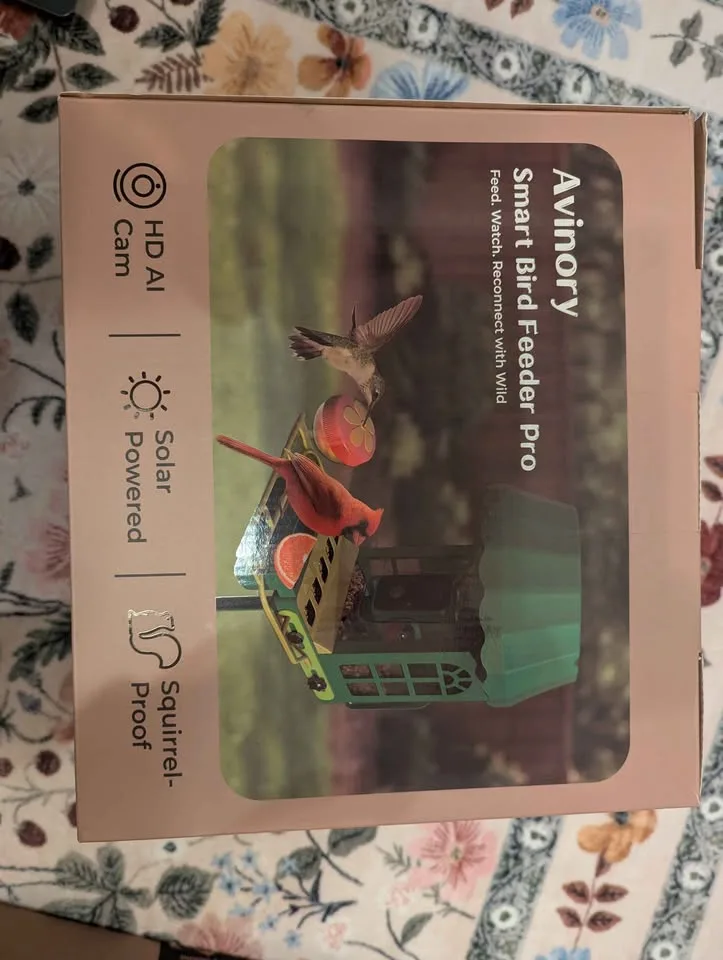 Avinory
Smart Bird Feeder Pro
Feed. Watch. Reconnect with Wild
HD AI
Cam
Solar
Powered
Squirrel-
Proof